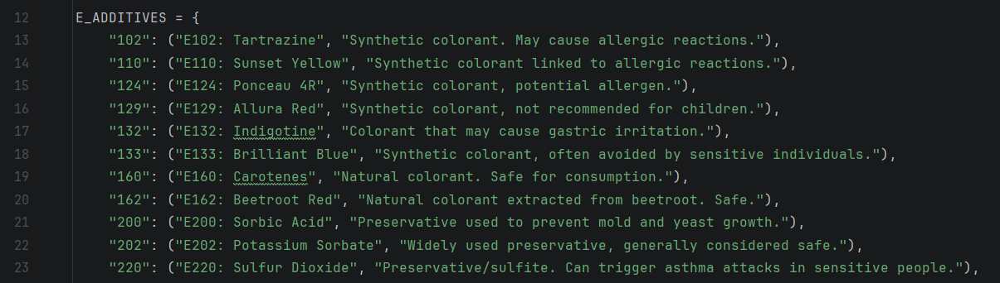 12 E_ADDITIVES = {
13 "102": ("E102: Tartrazine", "Synthetic colorant. May cause allergic reactions."),
14 "110": ("E110: Sunset Yellow", "Synthetic colorant linked to allergic reactions."),
15 "124": ("E124: Ponceau 4R", "Synthetic colorant, potential allergen."),
16 "129": ("E129: Allura Red", "Synthetic colorant, not recommended for children."),
17 "132": ("E132: Indigotine", "Colorant that may cause gastric irritation."),
18 "133": ("E133: Brilliant Blue", "Synthetic colorant, often avoided by sensitive individuals."),
19 "160": ("E160: Carotenes", "Natural colorant. Safe for consumption."),
20 "162": ("E162: Beetroot Red", "Natural colorant extracted from beetroot. Safe."),
21 "200": ("E200: Sorbic Acid", "Preservative used to prevent mold and yeast growth."),
22 "202": ("E202: Potassium Sorbate", "Widely used preservative, generally considered safe."),
23 "220": ("E220: Sulfur Dioxide", "Preservative/sulfite. Can trigger asthma attacks in sensitive people."),